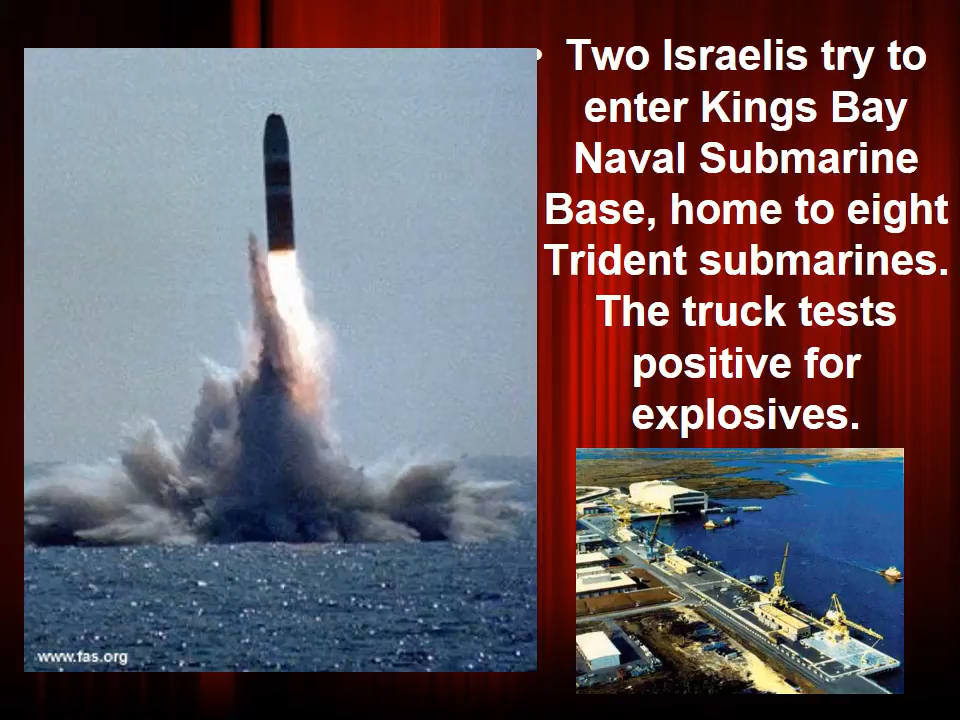 • Two Israelis try to
enter Kings Bay
Naval Submarine
Base, home to eight
Trident submarines.
The truck tests
positive for
explosives.
www.fas.org